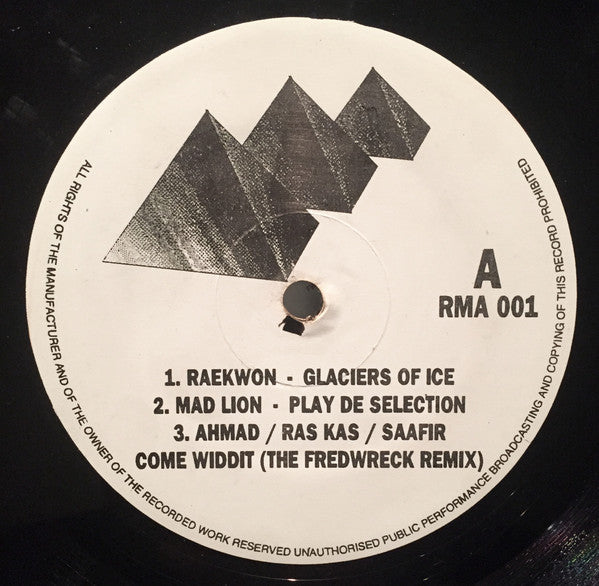 A
RMA 001
1. RAEKWON - GLACIERS OF ICE
2. MAD LION - PLAY DE SELECTION
3. AHMAD / RAS KAS / SAAFIR
COME WIDDIT (THE FREDWRECK REMIX)
ALL RIGHTS OF THE MANUFACTURER AND OF THE OWNER OF THE RECORDED WORK RESERVED UNAUTHORISED PUBLIC PERFORMANCE BROADCASTING AND COPYING OF THIS RECORD PROHIBITED